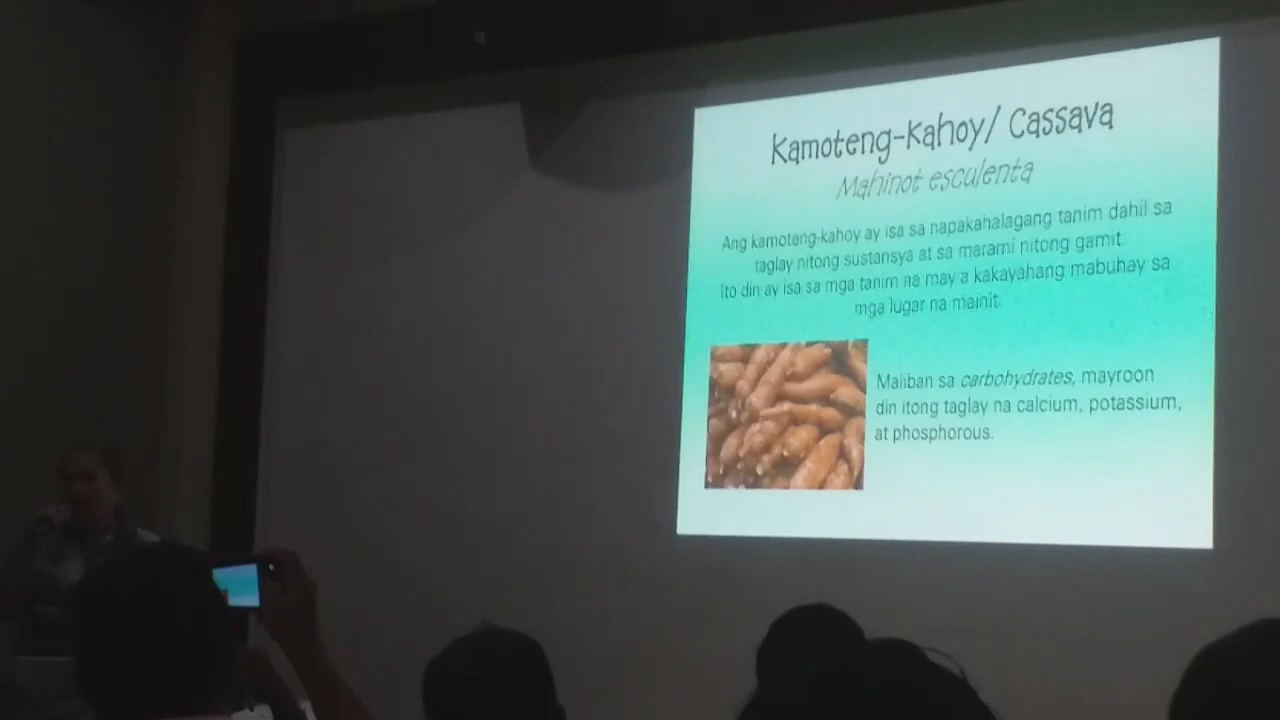 Kamoteng-Kahoy/ Cassava
Mahinot esculenta
Ang kamoteng-kahoy ay isa sa napakahalagang tanim dahil sa
taglay nitong sustansya at sa marami nitong gamit.
Ito din ay isa sa mga tanim na may a kakayahang mabuhay sa
mga lugar na mainit.
Maliban sa carbohydrates, mayroon
din itong taglay na calcium, potassium,
at phosphorous.